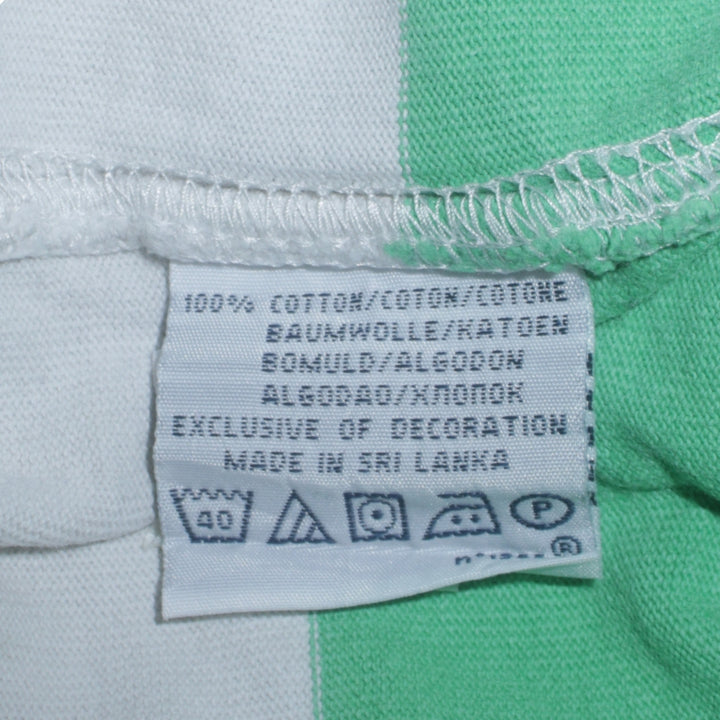 100% COTTON/COTON/COTONE
BAUMWOLLE/KATOEN
BOMULD/ALGODON
ALGODAO/ХЛОПОК
EXCLUSIVE OF DECORATION
MADE IN SRI LANKA
40 P
®